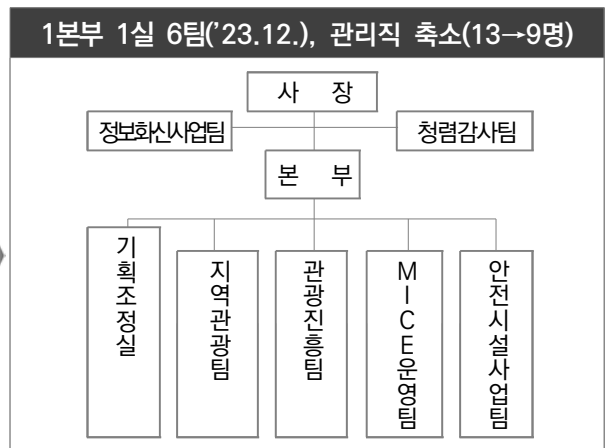 1본부 1실 6팀(’23.12.), 관리직 축소(13→9명)
사 장
정보화신사업팀
청렴감사팀
본 부
기획조정실
지역관광팀
관광진흥팀
MICE운영팀
안전시설사업팀